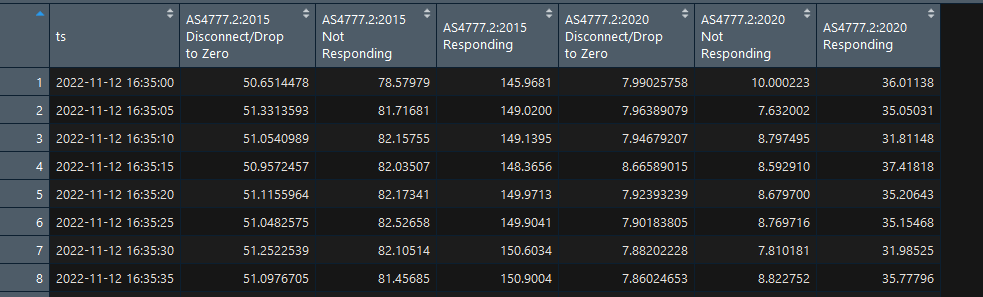 ts AS4777.2:2015 Disconnect/Drop to Zero AS4777.2:2015 Not Responding AS4777.2:2015 Responding AS4777.2:2020 Disconnect/Drop to Zero AS4777.2:2020 Not Responding AS4777.2:2020 Responding
1 2022-11-12 16:35:00 50.6514478 78.57979 145.9681 7.99025758 10.000223 36.01138
2 2022-11-12 16:35:05 51.3313593 81.71681 149.0200 7.96389079 7.632002 35.05031
3 2022-11-12 16:35:10 51.0540989 82.15755 149.1395 7.94679207 8.797495 31.81148
4 2022-11-12 16:35:15 50.9572457 82.03507 148.3656 8.66589015 8.592910 37.41818
5 2022-11-12 16:35:20 51.1155964 82.17341 149.9713 7.92393239 8.679700 35.20643
6 2022-11-12 16:35:25 51.0482575 82.52658 149.9041 7.90183805 8.769716 35.15468
7 2022-11-12 16:35:30 51.2522539 82.10514 150.6034 7.88202228 7.810181 31.98525
8 2022-11-12 16:35:35 51.0976705 81.45685 150.9004 7.86024653 8.822752 35.77796